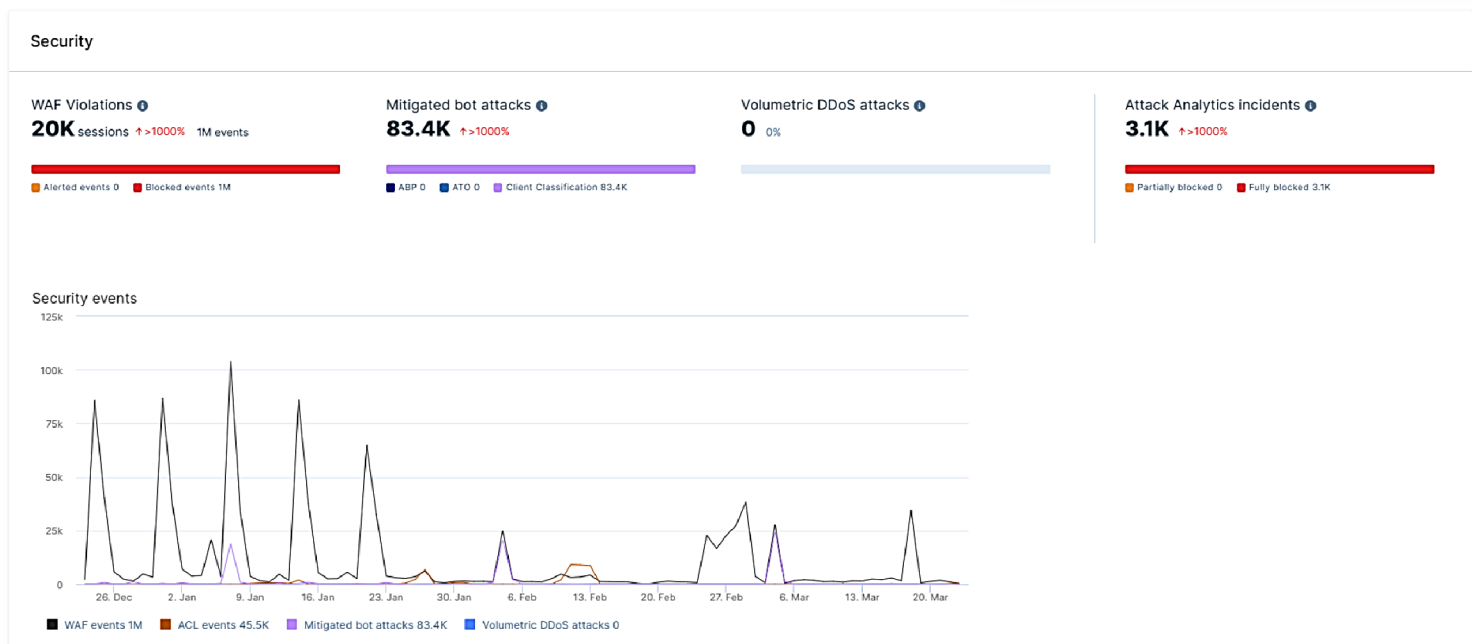 Security
WAF Violations
20K sessions ↑ >1000% 1M events
Alerted events 0 Blocked events 1M
Mitigated bot attacks
83.4K ↑ >1000%
ABP 0 ATO 0 Client Classification 83.4K
Volumetric DDoS attacks
0 0%
Attack Analytics incidents
3.1K ↑ >1000%
Partially blocked 0 Fully blocked 3.1K
Security events
125k
100k
75k
50k
25k
0
26. Dec 2. Jan 9. Jan 16. Jan 23. Jan 30. Jan 6. Feb 13. Feb 20. Feb 27. Feb 6. Mar 13. Mar 20. Mar
WAF events 1M ACL events 45.5K Mitigated bot attacks 83.4K Volumetric DDoS attacks 0